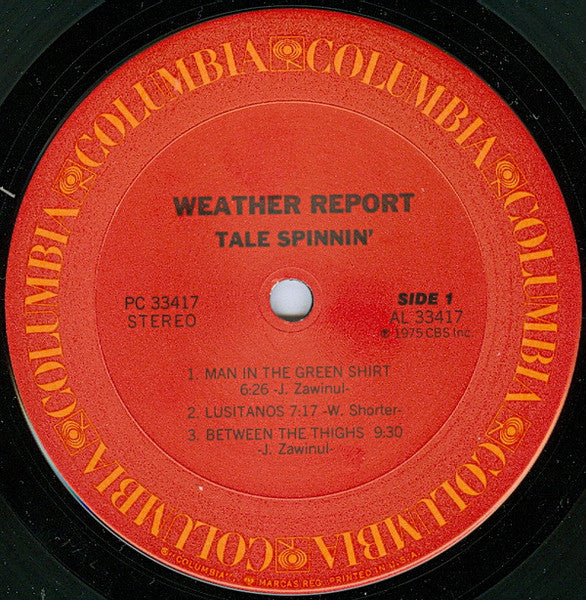 COLUMBIA COLUMBIA COLUMBIA COLUMBIA COLUMBIA COLUMBIA
WEATHER REPORT
TALE SPINNIN'
PC 33417
STEREO
SIDE 1
AL 33417
℗ 1975 CBS Inc.
1. MAN IN THE GREEN SHIRT
6:26 -J. Zawinul-
2. LUSITANOS 7:17 -W. Shorter-
3. BETWEEN THE THIGHS 9:30
-J. Zawinul-
"COLUMBIA", MARCAS REG. PRINTED IN U.S.A.